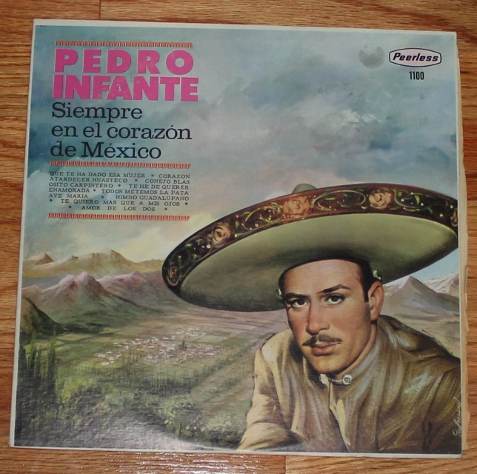 PEDRO
INFANTE
Siempre
en el corazón
de México
Peerless
1100
QUE TE HA DADO ESA MUJER * CORAZON
ATARDECER HUASTECO * CONEJO BLAS
OSITO CARPINTERO * TE HE DE QUERER
ENAMORADA * TODOS METEMOS LA PATA
AVE MARIA * HIMNO GUADALUPANO
* TE QUIERO MAS QUE A MIS OJOS *
* AMOR DE LOS DOS *